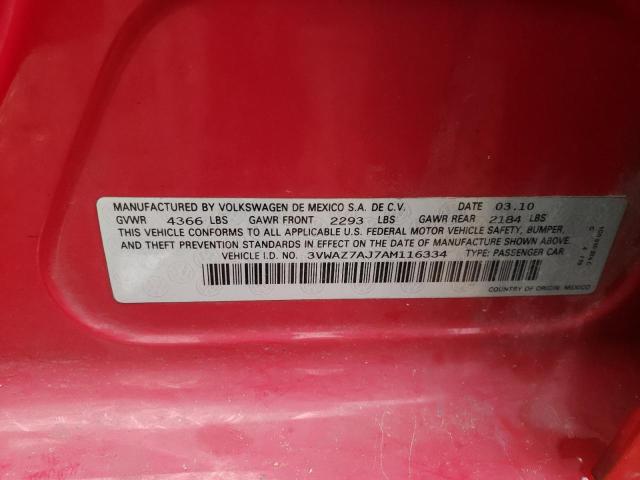 MANUFACTURED BY VOLKSWAGEN DE MEXICO S.A. DE C.V. DATE 03.10
GVWR 4366 LBS GAWR FRONT 2293 LBS GAWR REAR 2184 LBS
THIS VEHICLE CONFORMS TO ALL APPLICABLE U.S. FEDERAL MOTOR VEHICLE SAFETY, BUMPER,
AND THEFT PREVENTION STANDARDS IN EFFECT ON THE DATE OF MANUFACTURE SHOWN ABOVE.
VEHICLE I.D. NO. 3VWAZ7AJ7AM116334 TYPE: PASSENGER CAR
COUNTRY OF ORIGIN: MEXICO